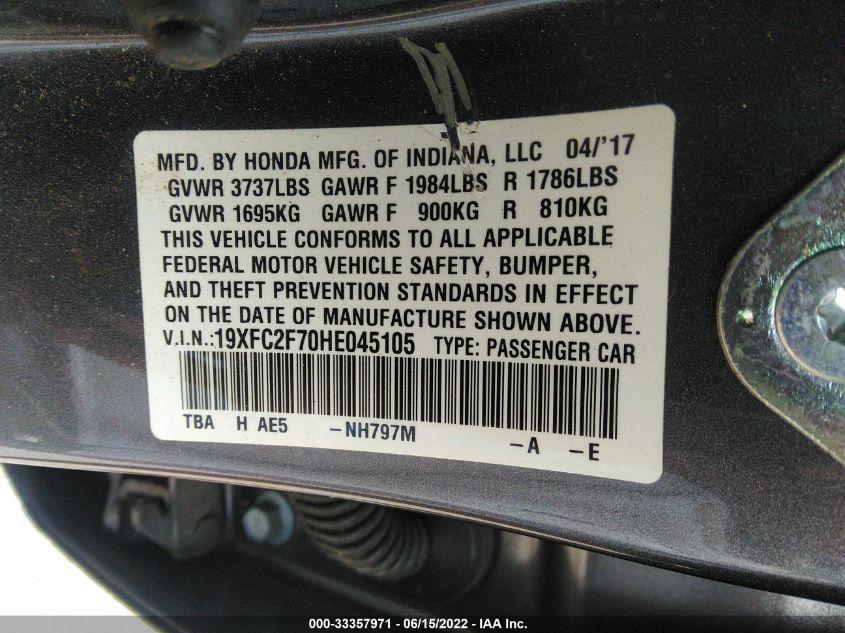 MFD. BY HONDA MFG. OF INDIANA, LLC 04/'17
GVWR 3737LBS GAWR F 1984LBS R 1786LBS
GVWR 1695KG GAWR F 900KG R 810KG
THIS VEHICLE CONFORMS TO ALL APPLICABLE
FEDERAL MOTOR VEHICLE SAFETY, BUMPER,
AND THEFT PREVENTION STANDARDS IN EFFECT
ON THE DATE OF MANUFACTURE SHOWN ABOVE.
V.I.N.:19XFC2F70HE045105 TYPE: PASSENGER CAR
TBA H AE5 -NH797M -A -E
000-33357971 - 06/15/2022 - IAA Inc.